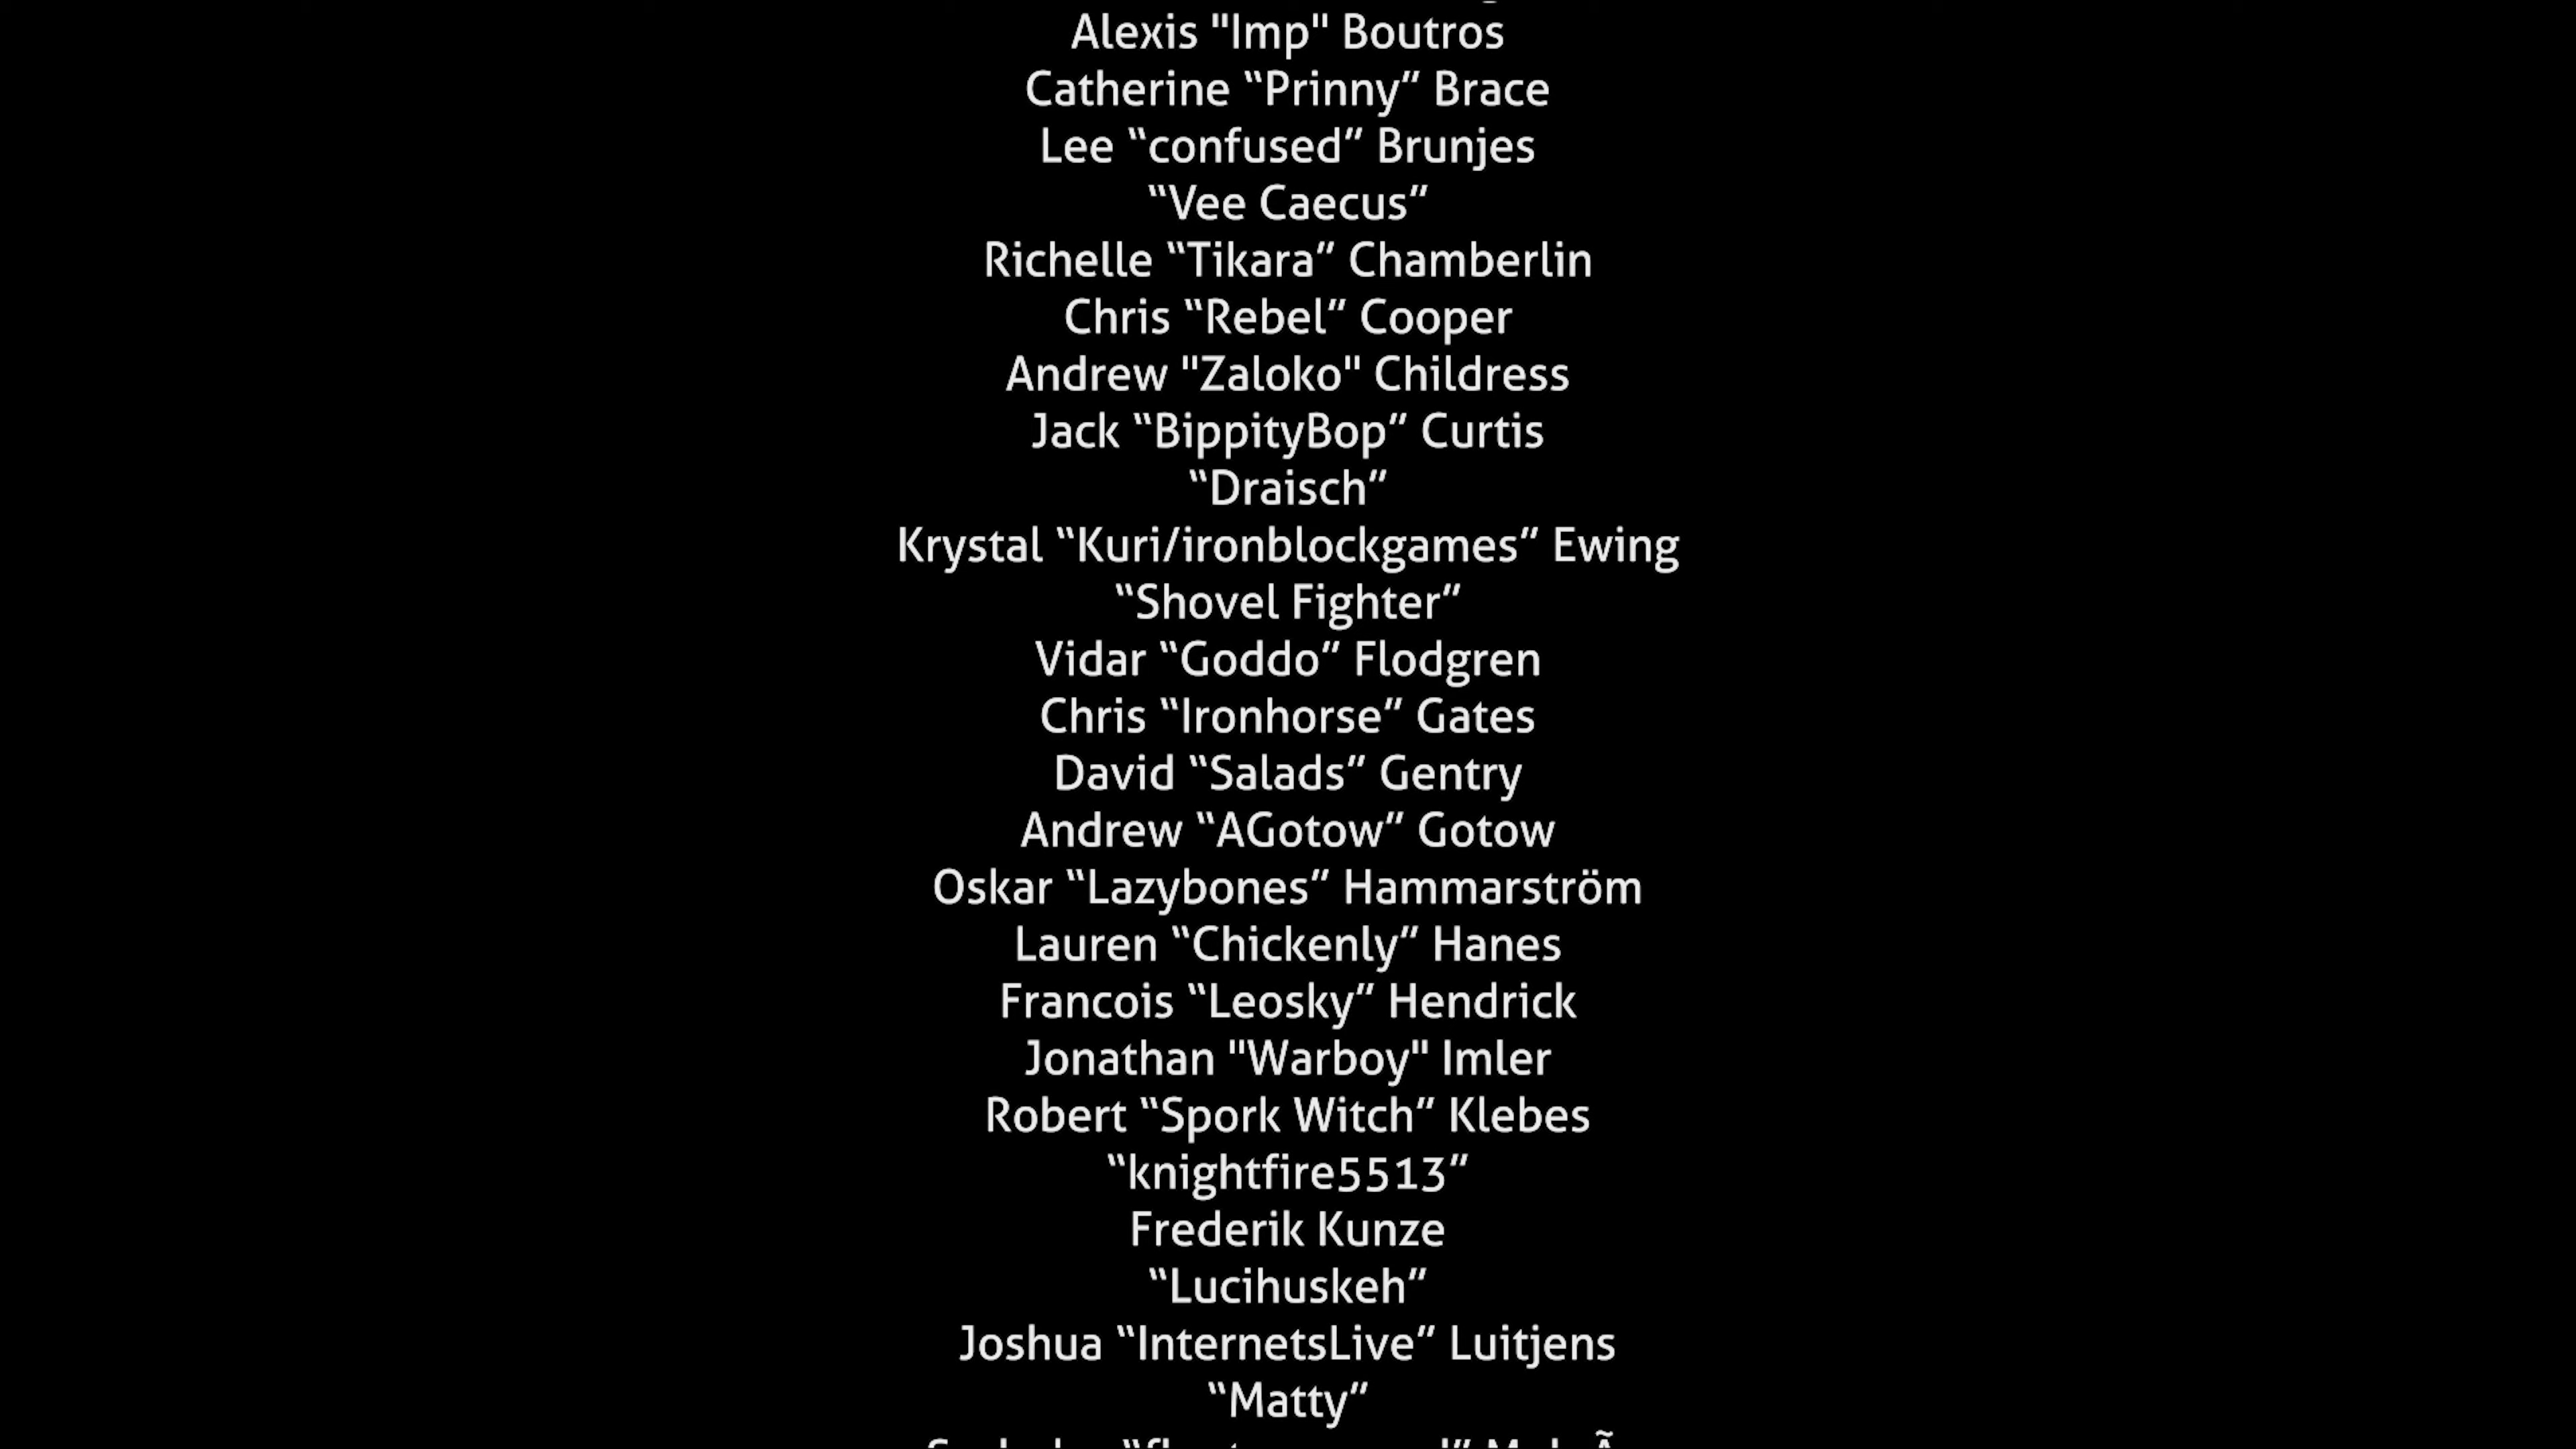 Alexis "Imp" Boutros
Catherine “Prinny” Brace
Lee “confused” Brunjes
“Vee Caecus”
Richelle “Tikara” Chamberlin
Chris “Rebel” Cooper
Andrew "Zaloko" Childress
Jack “BippityBop” Curtis
“Draisch”
Krystal “Kuri/ironblockgames” Ewing
“Shovel Fighter”
Vidar “Goddo” Flodgren
Chris “Ironhorse” Gates
David “Salads” Gentry
Andrew “AGotow” Gotow
Oskar “Lazybones” Hammarström
Lauren “Chickenly” Hanes
Francois “Leosky” Hendrick
Jonathan "Warboy" Imler
Robert “Spork Witch” Klebes
“knightfire5513”
Frederik Kunze
“Lucihuskeh”
Joshua “InternetsLive” Luitjens
“Matty”